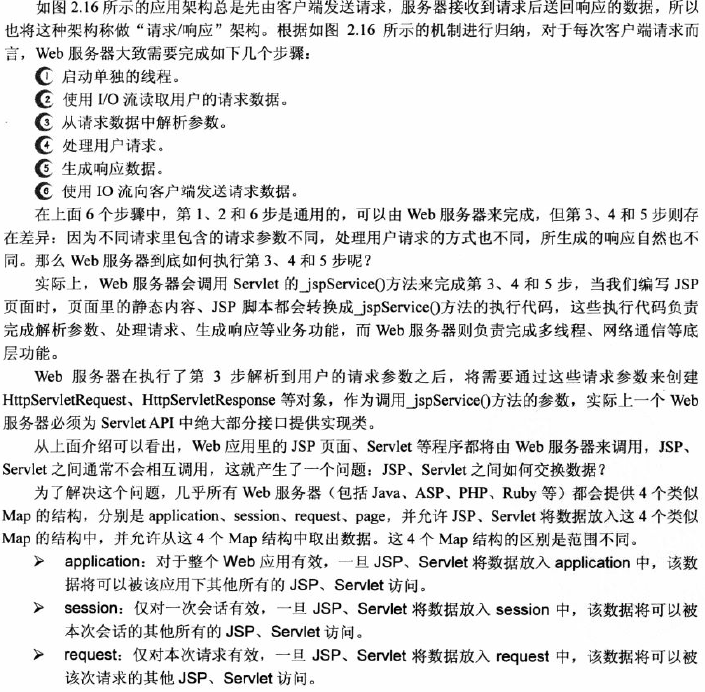 如图 2.16 所示的应用架构总是先由客户端发送请求，服务器接收到请求后送回响应的数据，所以
也将这种架构称做“请求/响应”架构。根据如图 2.16 所示的机制进行归纳，对于每次客户端请求而
言，Web 服务器大致需要完成如下几个步骤：
① 启动单独的线程。
② 使用 I/O 流读取用户的请求数据。
③ 从请求数据中解析参数。
④ 处理用户请求。
⑤ 生成响应数据。
⑥ 使用 IO 流向客户端发送请求数据。
在上面 6 个步骤中，第 1、2 和 6 步是通用的，可以由 Web 服务器来完成，但第 3、4 和 5 步则存
在差异：因为不同请求里包含的请求参数不同，处理用户请求的方式也不同，所生成的响应自然也不
同。那么 Web 服务器到底如何执行第 3、4 和 5 步呢？
实际上，Web 服务器会调用 Servlet 的_jspService()方法来完成第 3、4 和 5 步，当我们编写 JSP
页面时，页面里的静态内容、JSP 脚本都会转换成_jspService()方法的执行代码，这些执行代码负责
完成解析参数、处理请求、生成响应等业务功能，而 Web 服务器则负责完成多线程、网络通信等底
层功能。
Web 服务器在执行了第 3 步解析到用户的请求参数之后，将需要通过这些请求参数来创建
HttpServletRequest、HttpServletResponse 等对象，作为调用_jspService()方法的参数，实际上一个 Web
服务器必须为 Servlet API 中绝大部分接口提供实现类。
从上面介绍可以看出，Web 应用里的 JSP 页面、Servlet 等程序都将由 Web 服务器来调用，JSP、
Servlet 之间通常不会相互调用，这就产生了一个问题：JSP、Servlet 之间如何交换数据？
为了解决这个问题，几乎所有 Web 服务器（包括 Java、ASP、PHP、Ruby 等）都会提供 4 个类似
Map 的结构，分别是 application、session、request、page，并允许 JSP、Servlet 将数据放入这 4 个类似
Map 的结构中，并允许从这 4 个 Map 结构中取出数据。这 4 个 Map 结构的区别是范围不同。
➢ application：对于整个 Web 应用有效，一旦 JSP、Servlet 将数据放入 application 中，该数
据将可以被该应用下其他所有的 JSP、Servlet 访问。
➢ session：仅对一次会话有效，一旦 JSP、Servlet 将数据放入 session 中，该数据将可以被
本次会话的其他所有的 JSP、Servlet 访问。
➢ request：仅对本次请求有效，一旦 JSP、Servlet 将数据放入 request 中，该数据将可以被
该次请求的其他 JSP、Servlet 访问。